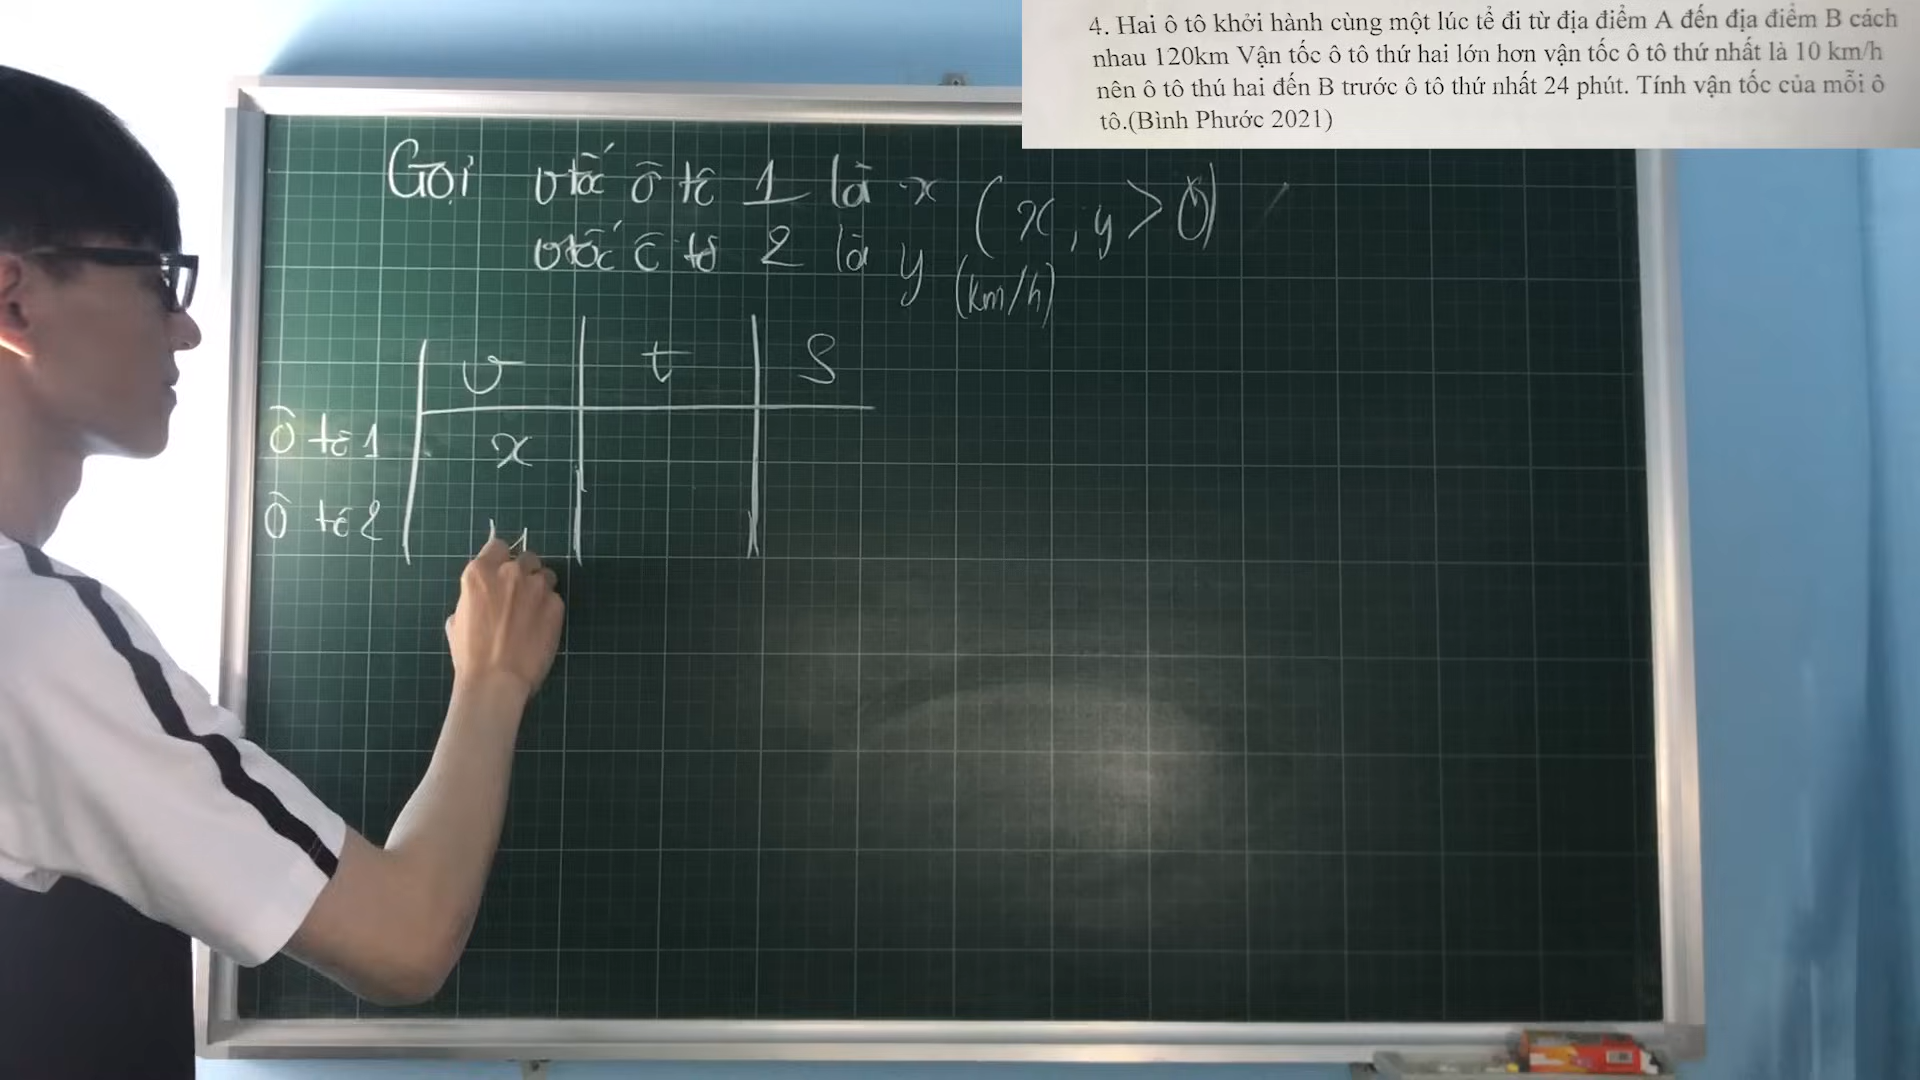 4. Hai ô tô khởi hành cùng một lúc tể đi từ địa điểm A đến địa điểm B cách
nhau 120km Vận tốc ô tô thứ hai lớn hơn vận tốc ô tô thứ nhất là 10 km/h
nên ô tô thú hai đến B trước ô tô thứ nhất 24 phút. Tính vận tốc của mỗi ô
tô.(Bình Phước 2021)
Gọi vtốc ô tô 1 là x (x, y > 0)
vtốc ô tô 2 là y (km/h)
v t S
Ô tô 1 x
Ô tô 2